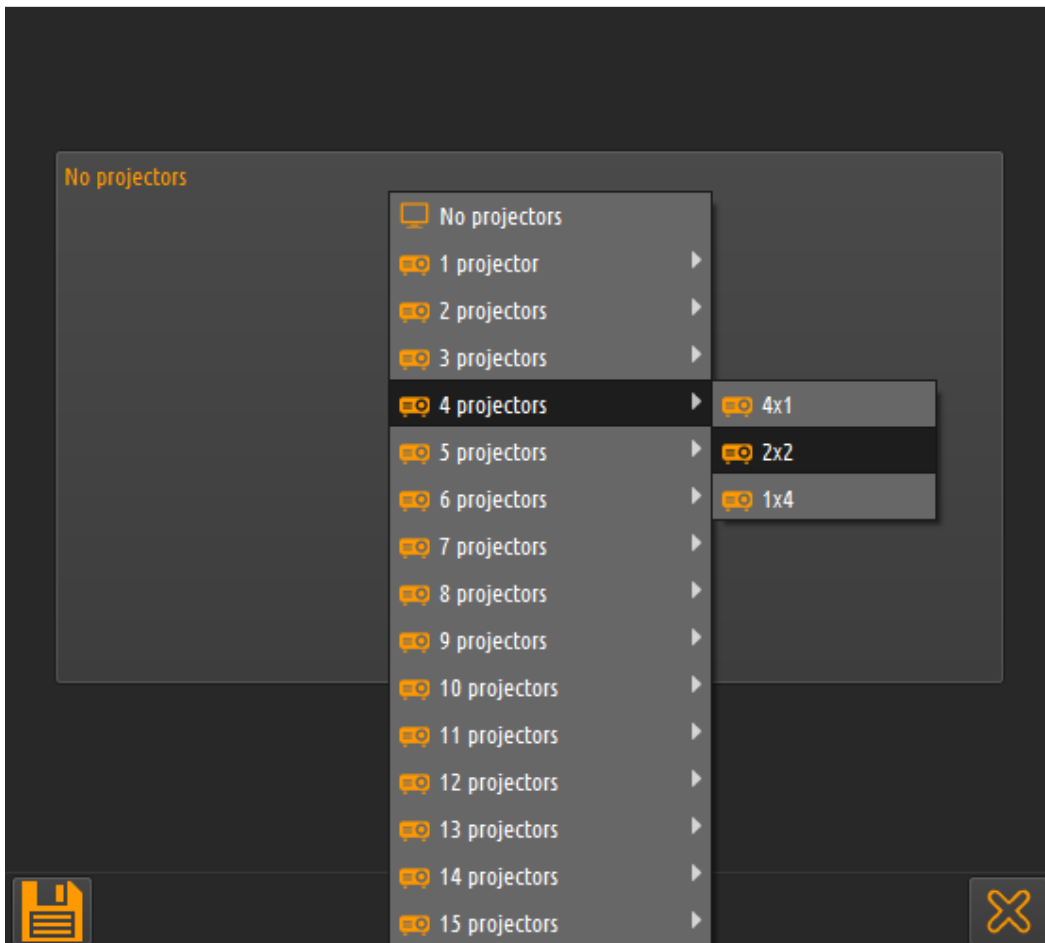 No projectors
No projectors
1 projector
2 projectors
3 projectors
4 projectors
4x1
5 projectors
2x2
6 projectors
1x4
7 projectors
8 projectors
9 projectors
10 projectors
11 projectors
12 projectors
13 projectors
14 projectors
15 projectors